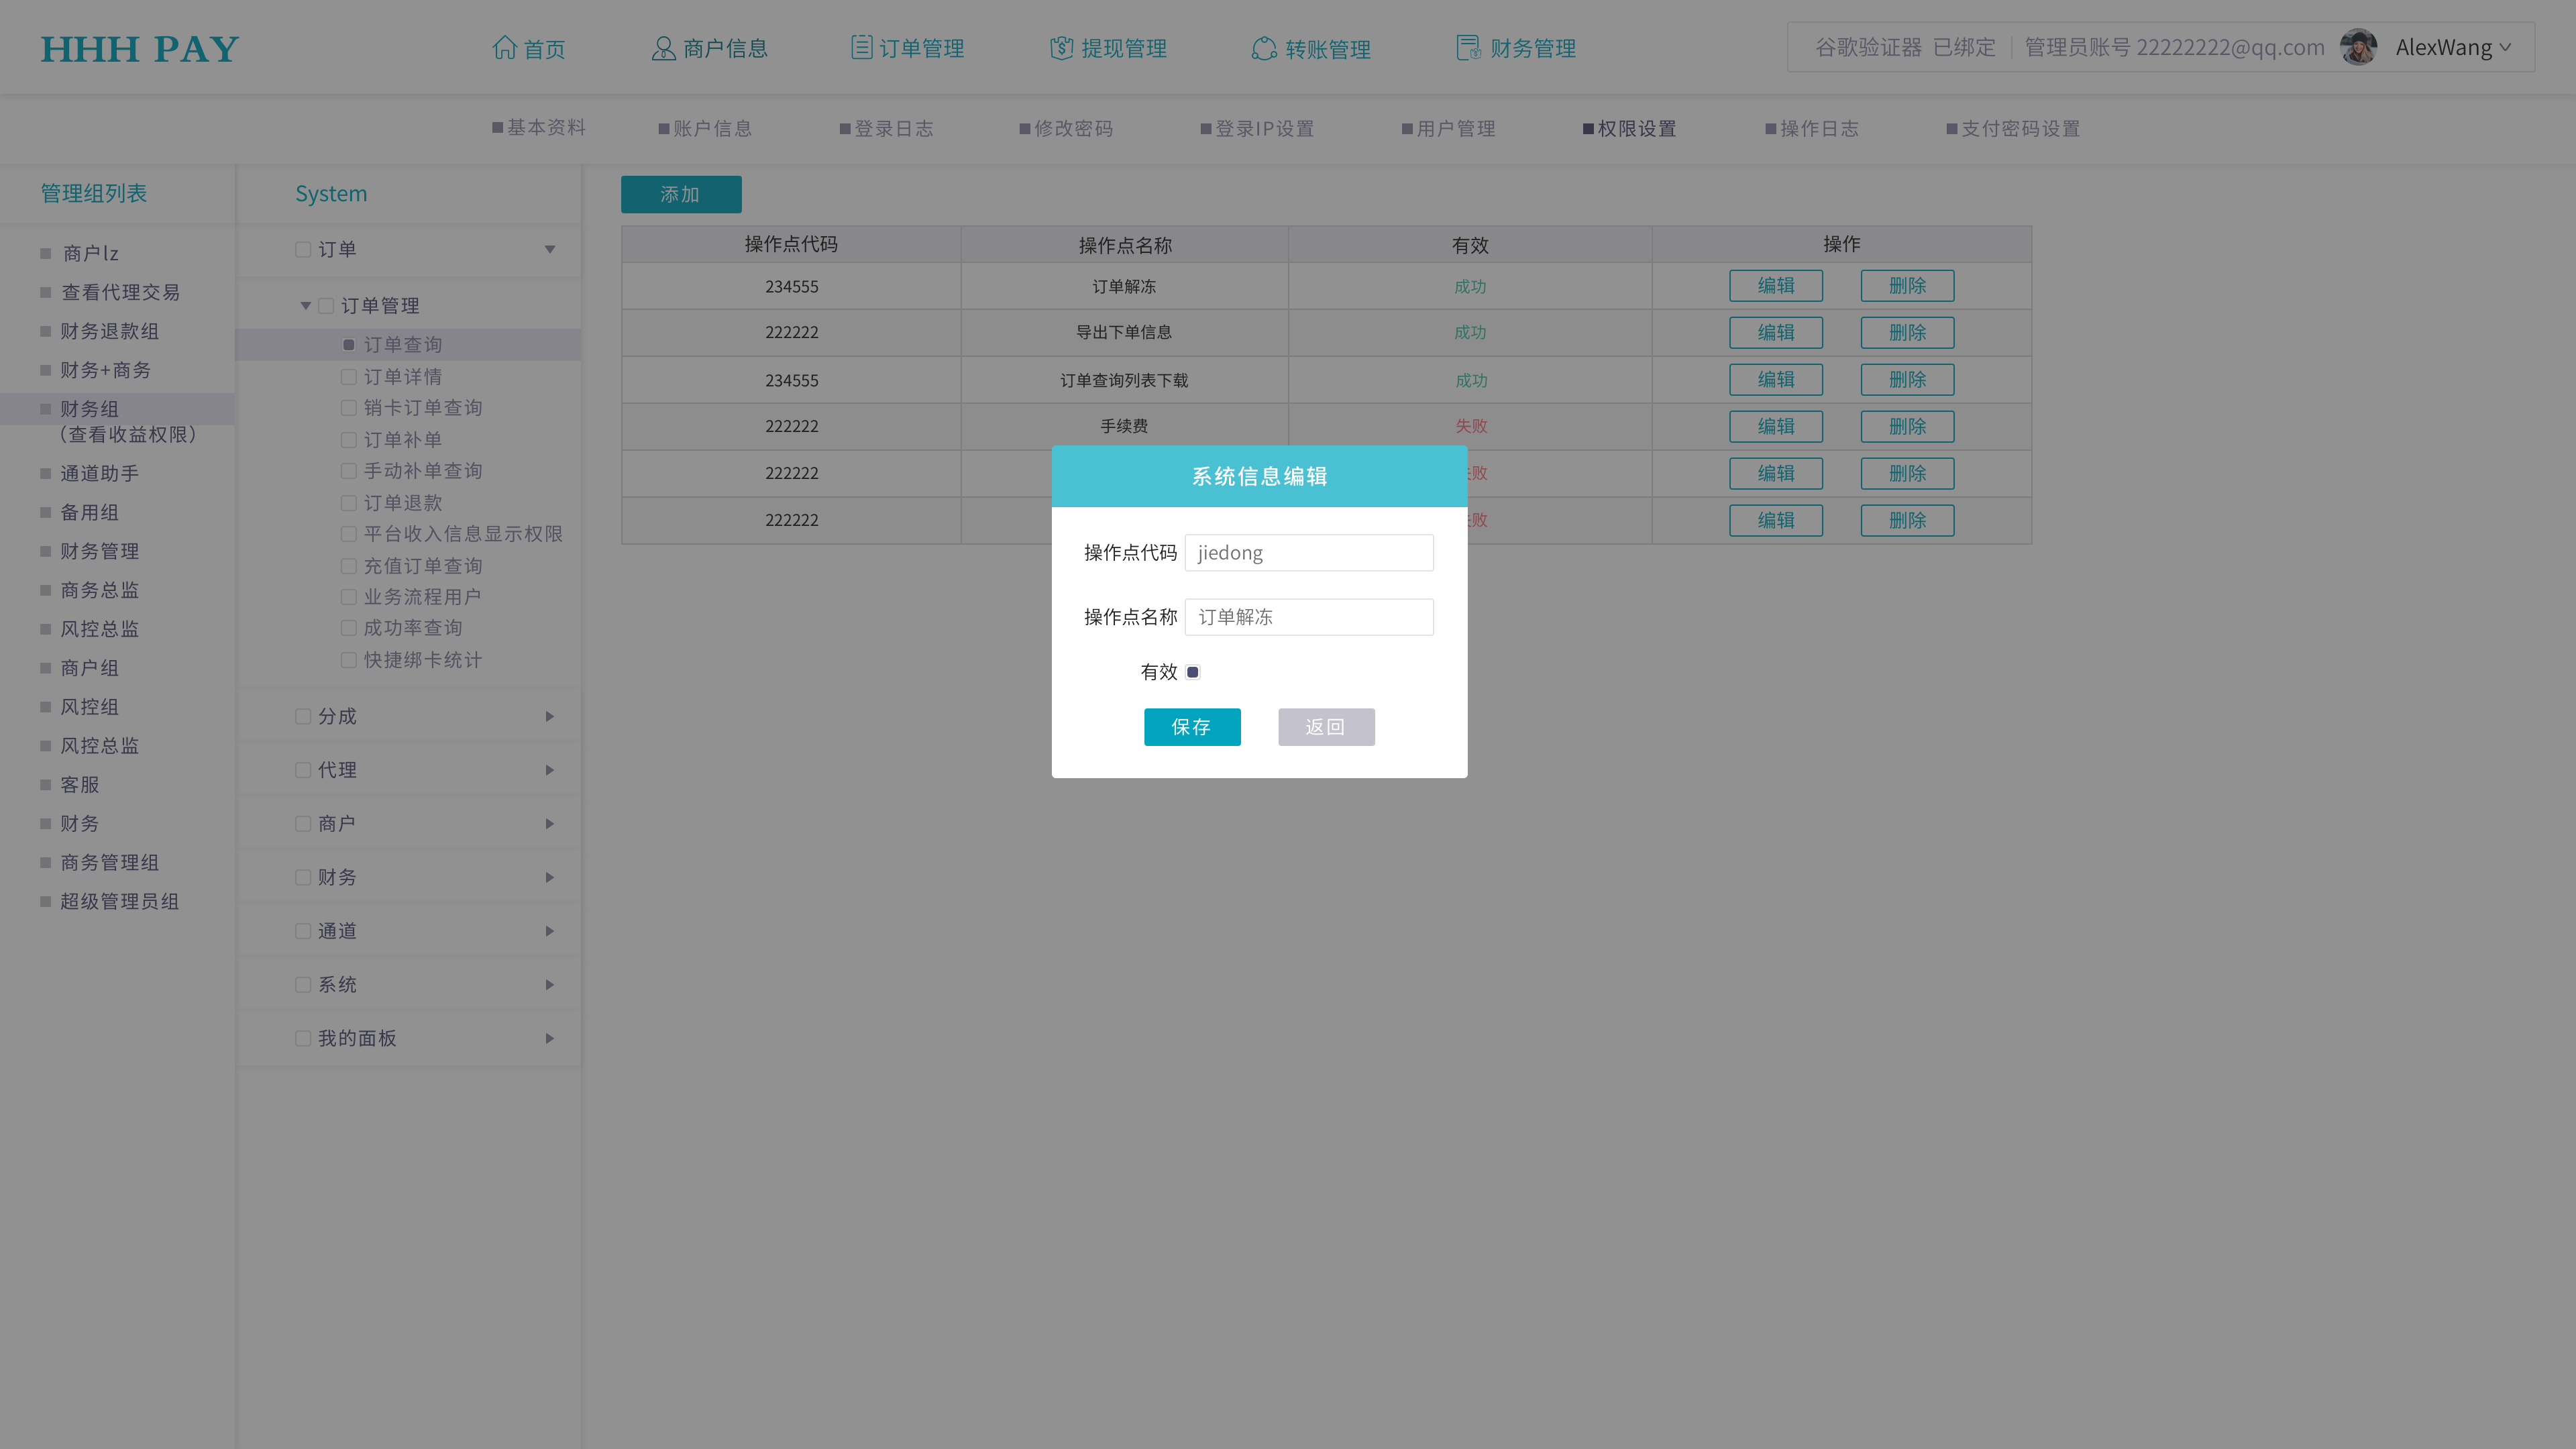 HHH PAY
首页
商户信息
订单管理
提现管理
转账管理
财务管理
谷歌验证器 已绑定
管理员账号 22222222@qq.com
AlexWang
基本资料
账户信息
登录日志
修改密码
登录IP设置
用户管理
权限设置
操作日志
支付密码设置
管理组列表
商户lz
查看代理交易
财务退款组
财务+商务
财务组
（查看收益权限）
通道助手
备用组
财务管理
商务总监
风控总监
商户组
风控组
风控总监
客服
财务
商务管理组
超级管理员组
System
订单
订单管理
订单查询
订单详情
销卡订单查询
订单补单
手动补单查询
订单退款
平台收入信息显示权限
充值订单查询
业务流程用户
成功率查询
快捷绑卡统计
分成
代理
商户
财务
通道
系统
我的面板
添加
操作点代码 操作点名称 有效 操作
234555 订单解冻 成功 编辑 删除
222222 导出下单信息 成功 编辑 删除
234555 订单查询列表下载 成功 编辑 删除
222222 手续费 失败 编辑 删除
222222 败 编辑 删除
222222 败 编辑 删除
系统信息编辑
操作点代码 jiedong
操作点名称 订单解冻
有效
保存 返回